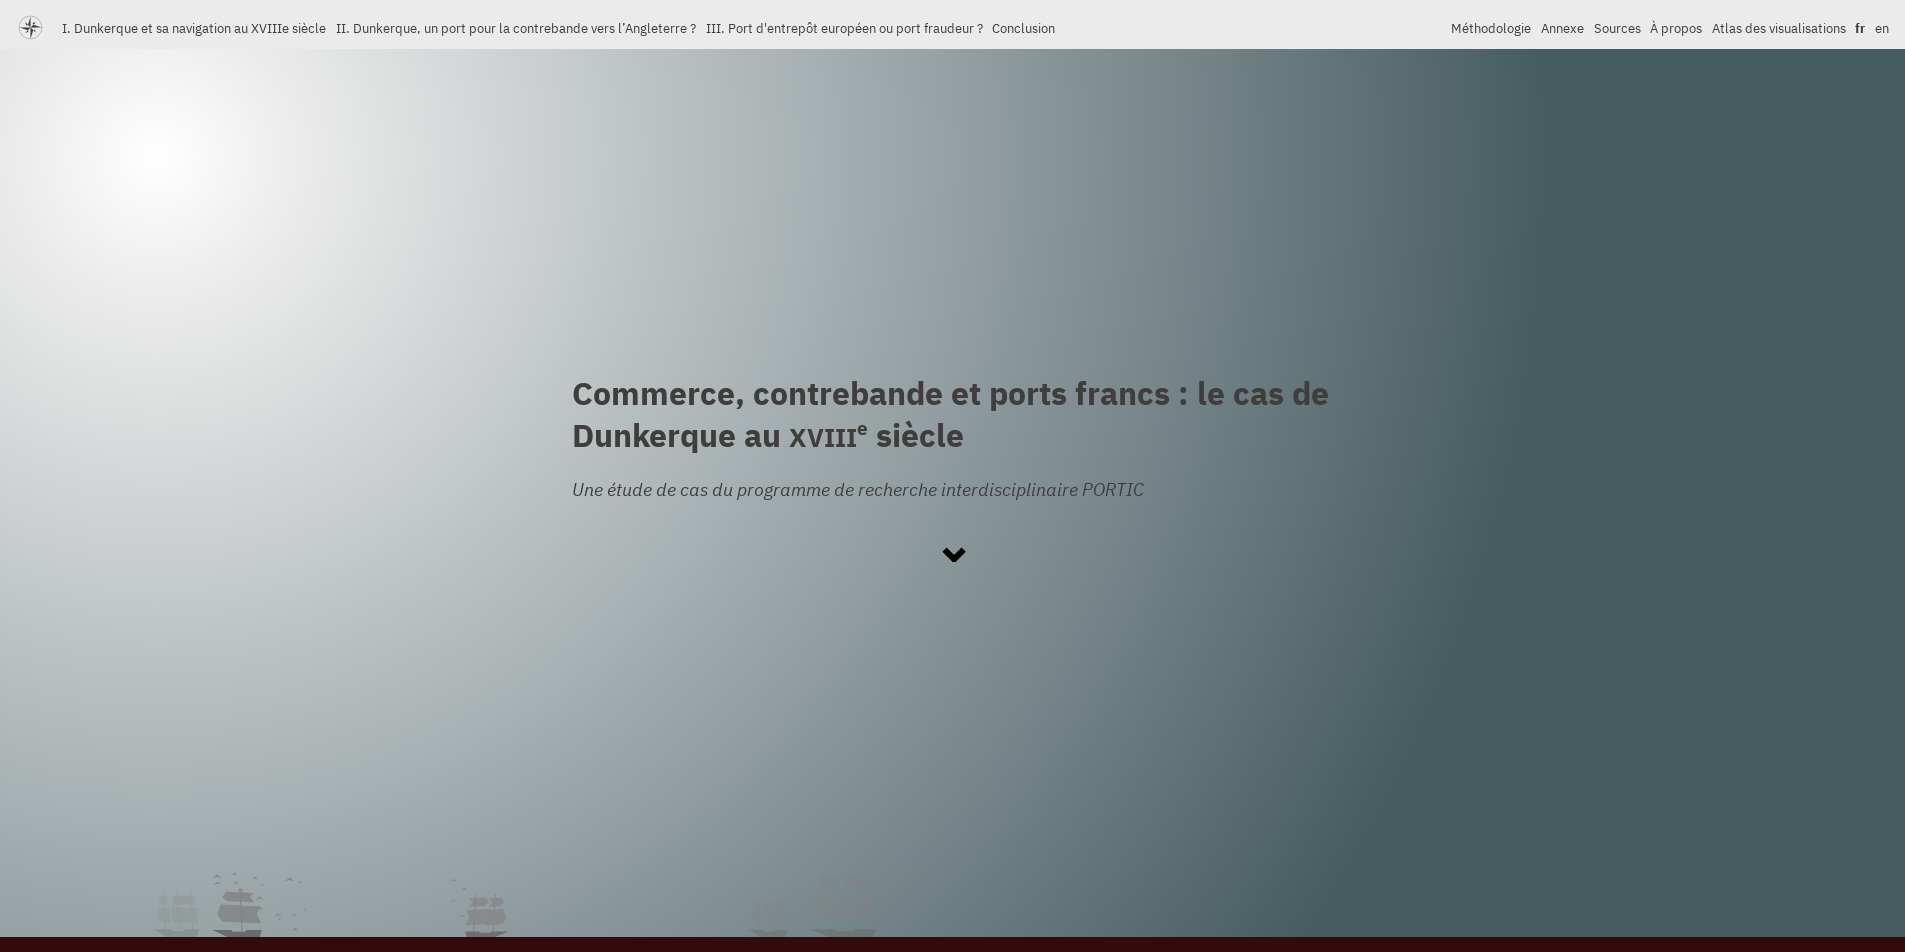 I. Dunkerque et sa navigation au XVIIIe siècle II. Dunkerque, un port pour la contrebande vers l’Angleterre ? III. Port d'entrepôt européen ou port fraudeur ? Conclusion Méthodologie Annexe Sources À propos Atlas des visualisations fr en
Commerce, contrebande et ports francs : le cas de
Dunkerque au XVIIIe siècle
Une étude de cas du programme de recherche interdisciplinaire PORTIC